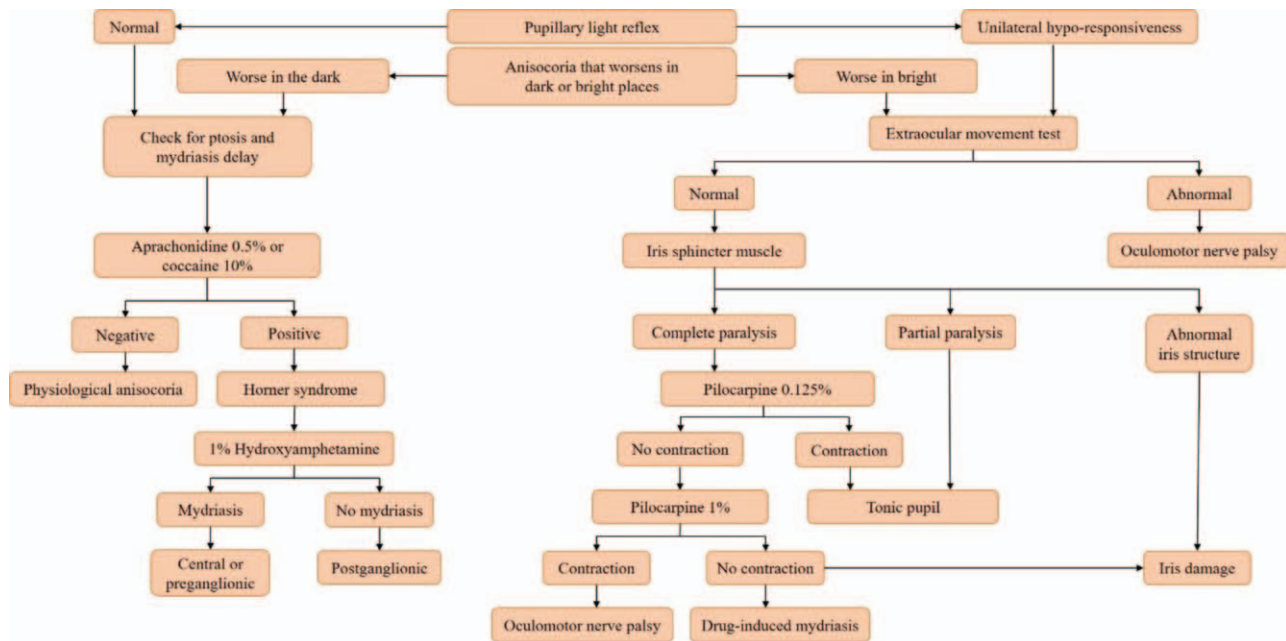 Normal
Pupillary light reflex
Unilateral hypo-responsiveness
Worse in the dark
Anisocoria that worsens in
dark or bright places
Worse in bright
Check for ptosis and
mydriasis delay
Extraocular movement test
Normal
Abnormal
Aprachonidine 0.5% or
coccaine 10%
Iris sphincter muscle
Oculomotor nerve palsy
Negative
Positive
Complete paralysis
Partial paralysis
Abnormal
iris structure
Physiological anisocoria
Horner syndrome
Pilocarpine 0.125%
1% Hydroxyamphetamine
No contraction
Contraction
Mydriasis
No mydriasis
Pilocarpine 1%
Tonic pupil
Central or
preganglionic
Postganglionic
Contraction
No contraction
Iris damage
Oculomotor nerve palsy
Drug-induced mydriasis